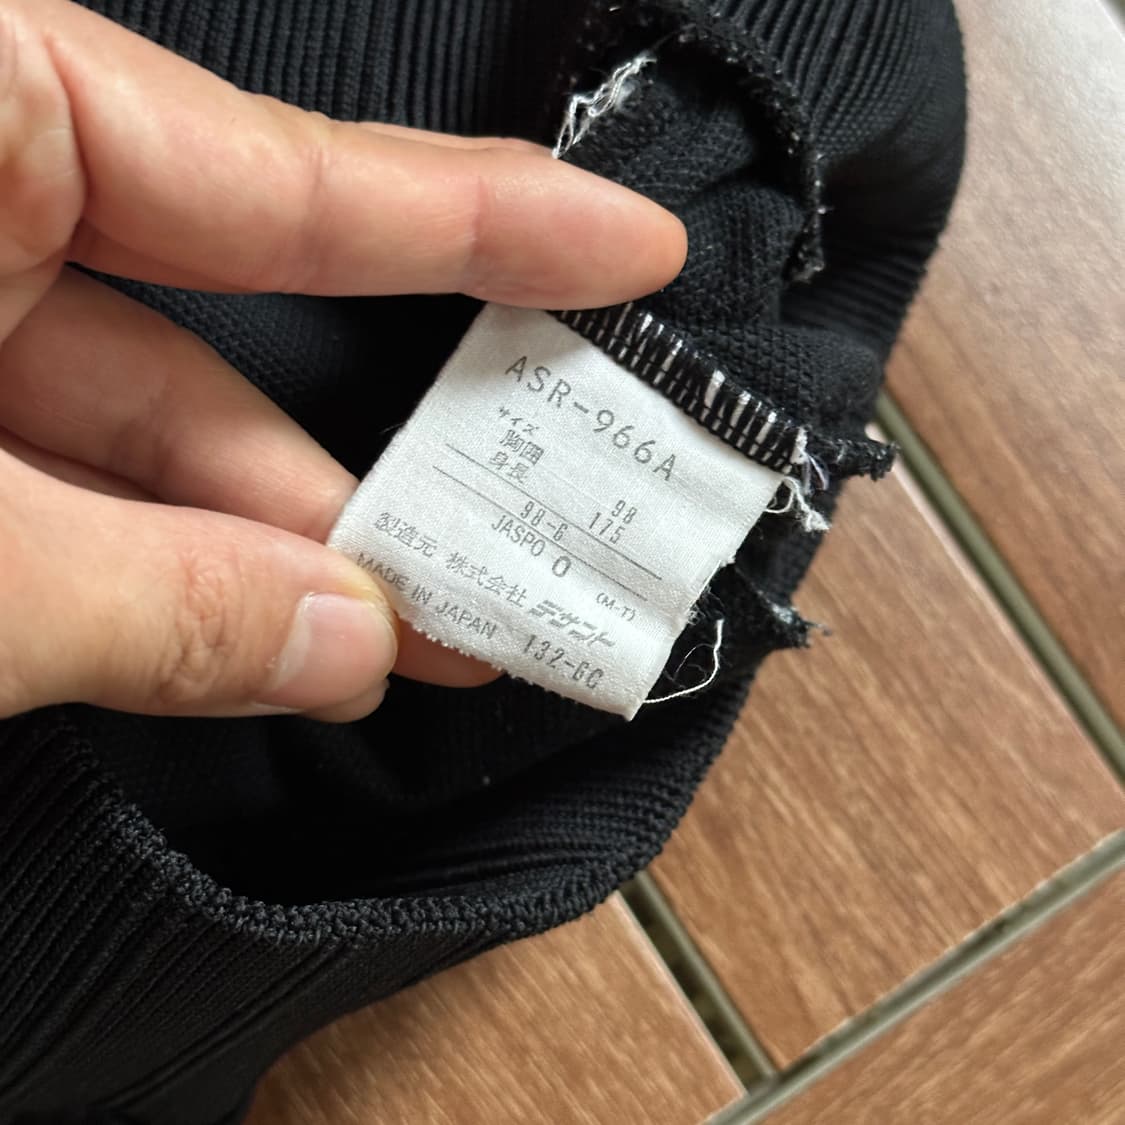 ASR-966A
サイズ
胸囲 98
身長 175
98-6 (M-T)
JASPO O
製造元 株式会社 デサント
MADE IN JAPAN 132-GC